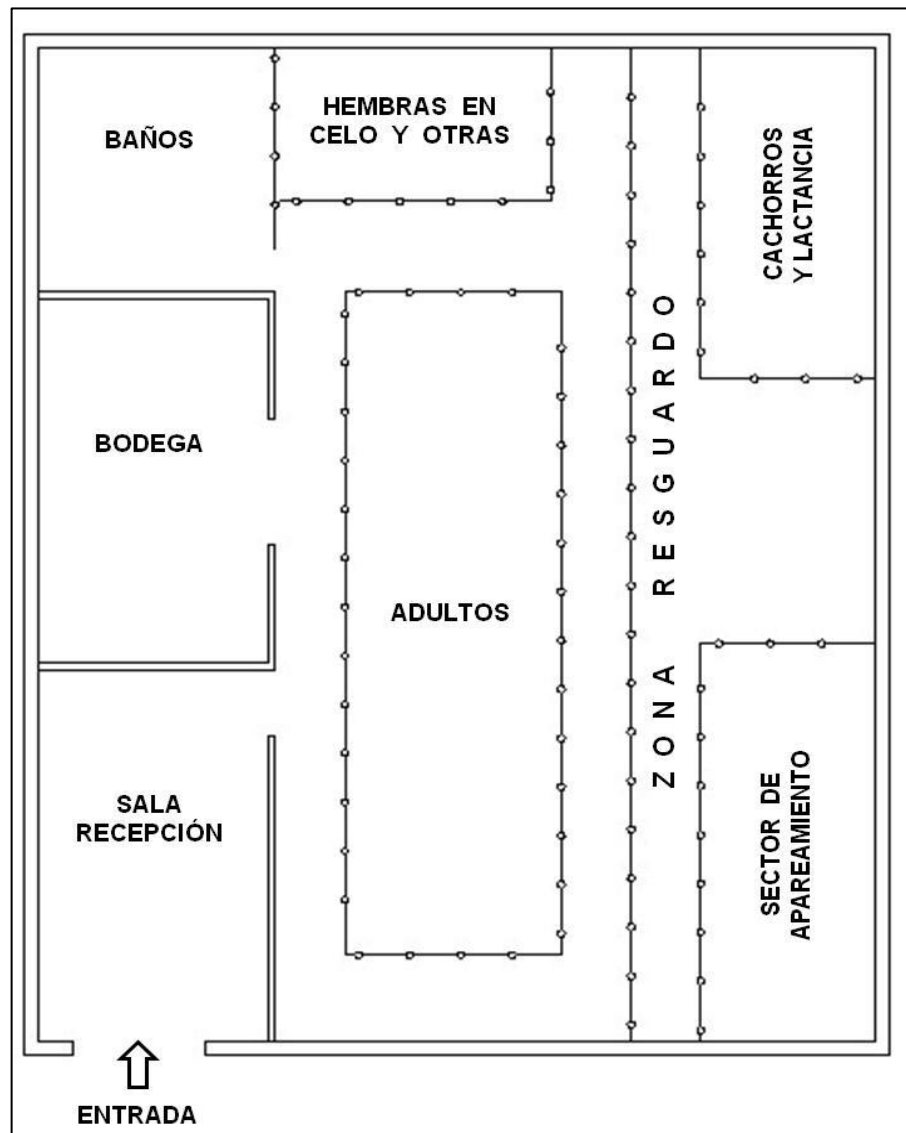 BAÑOS
HEMBRAS EN
CELO Y OTRAS
CACHORROS
Y LACTANCIA
BODEGA
ZONA RESGUARDO
ADULTOS
SALA
RECEPCIÓN
SECTOR DE
APAREAMIENTO
ENTRADA